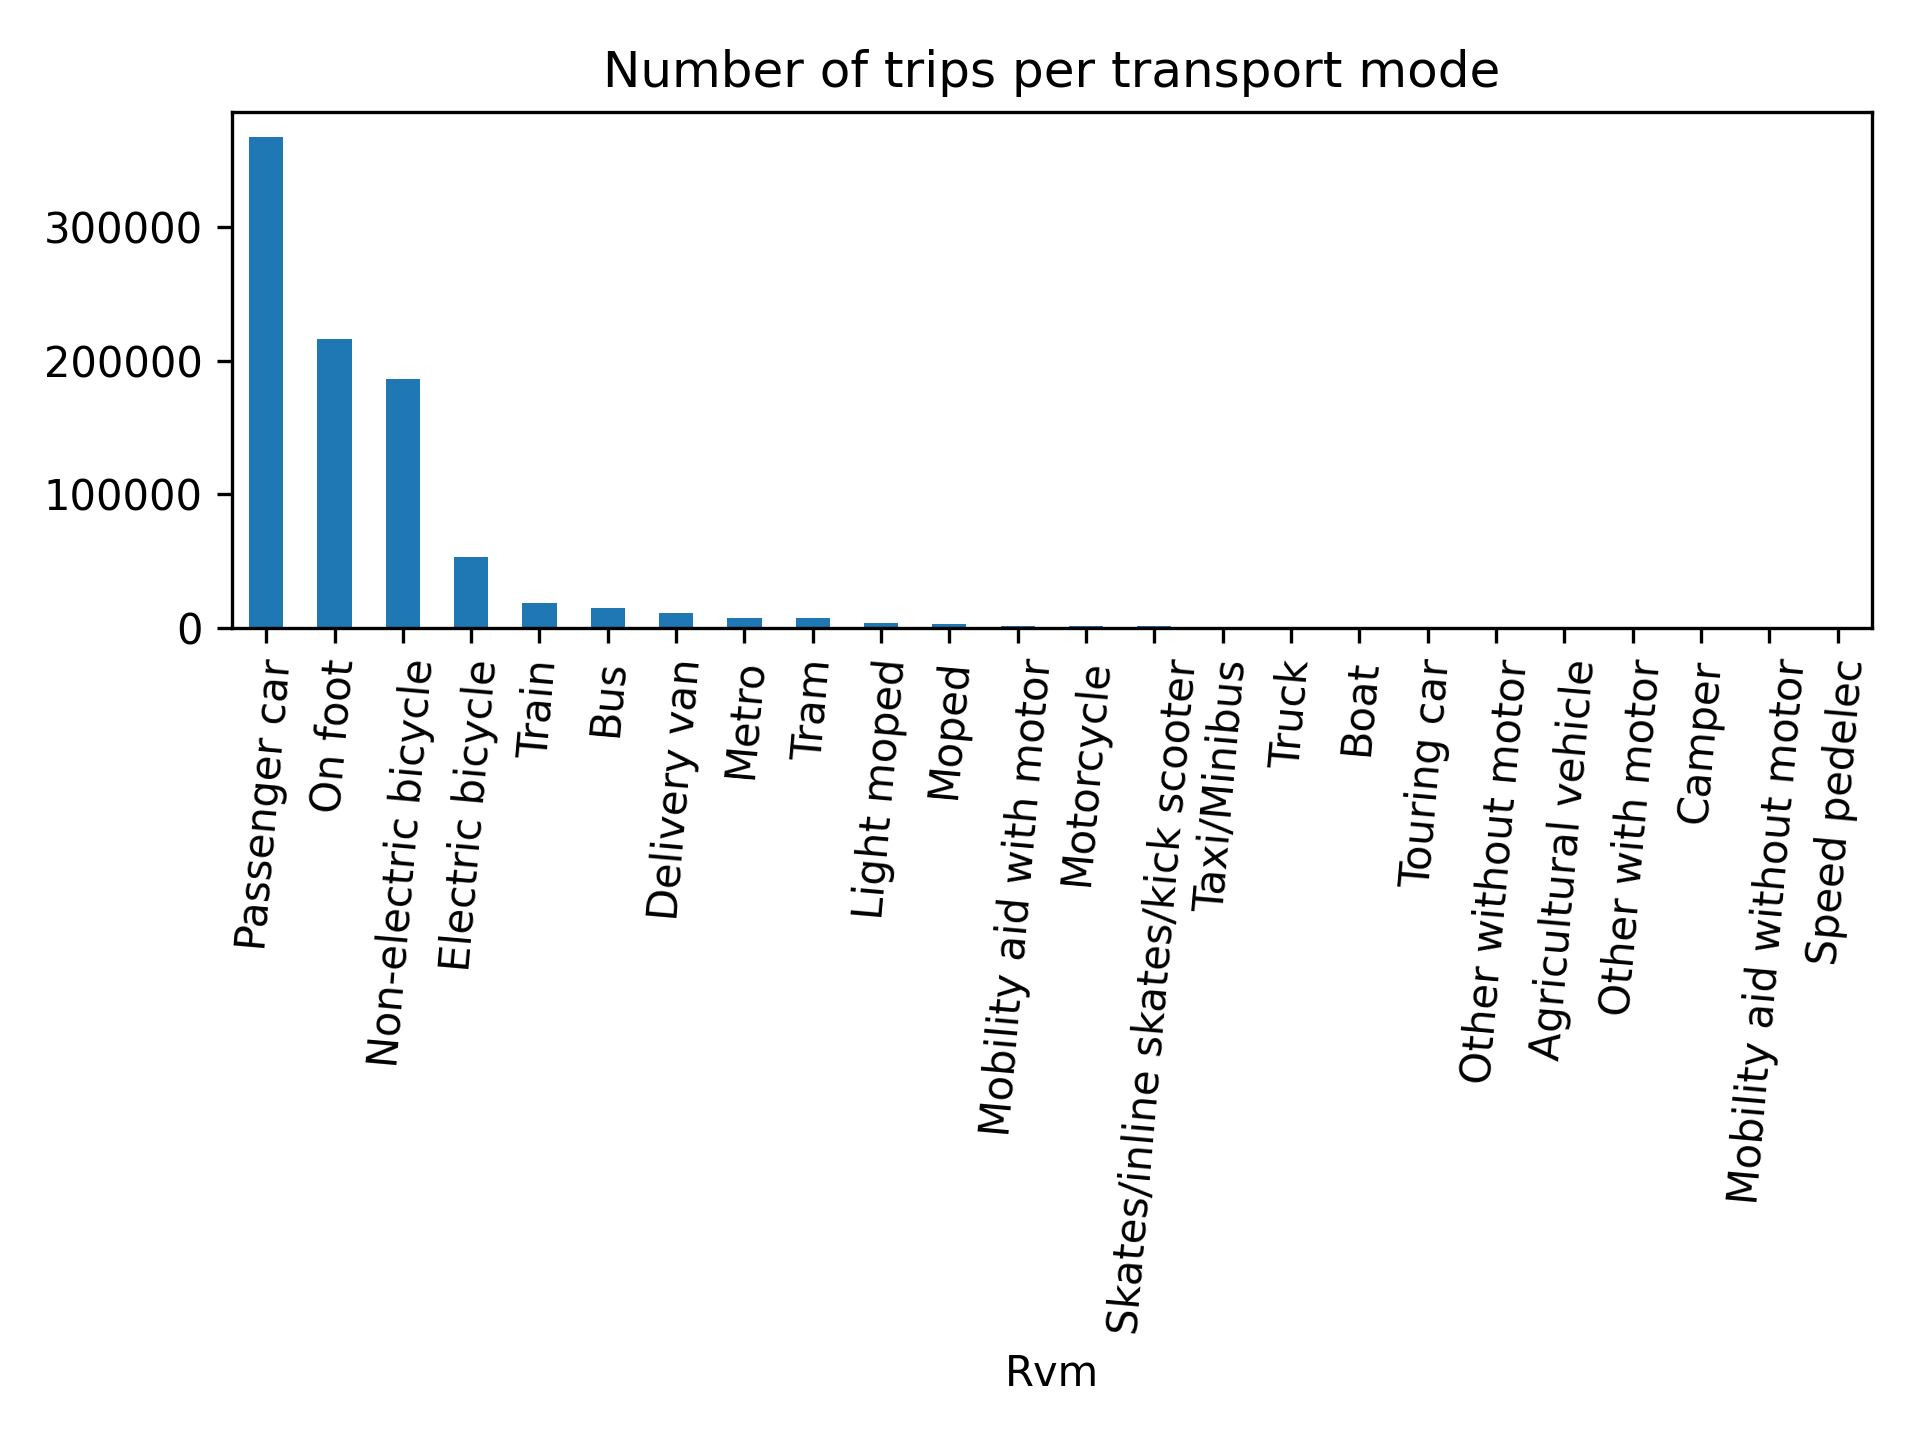 Number of trips per transport mode
300000
200000
100000
0
Passenger car
On foot
Non-electric bicycle
Electric bicycle
Train
Bus
Delivery van
Metro
Tram
Light moped
Moped
Mobility aid with motor
Motorcycle
Skates/inline skates/kick scooter
Taxi/Minibus
Truck
Boat
Touring car
Other without motor
Agricultural vehicle
Other with motor
Camper
Mobility aid without motor
Speed pedelec
Rvm